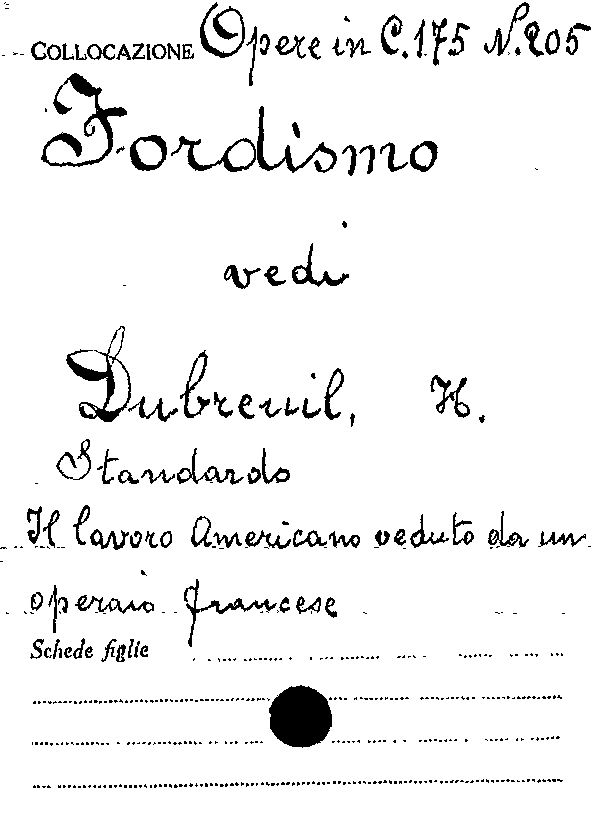 COLLOCAZIONE Opere in C.175 N.205
Fordismo
vedi
Dubreuil, H.
Standards
Il lavoro Americano veduto da un
operaio francese
Schede figlie